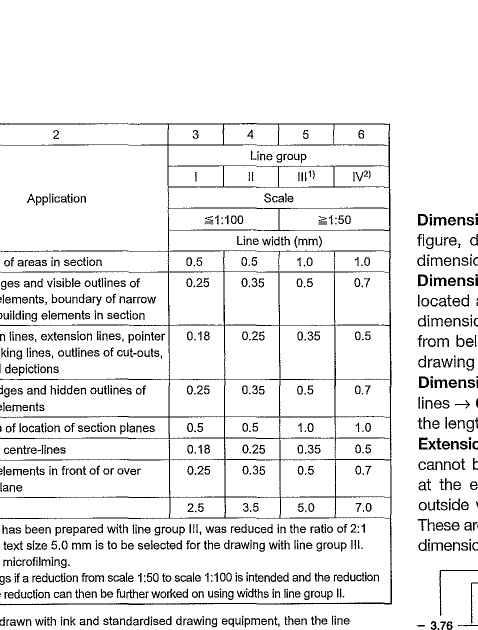 2 3 4 5 6
Line group
I II III1) IV2)
Application Scale
≦1:100 ≧1:50
Line width (mm)
of areas in section 0.5 0.5 1.0 1.0
ges and visible outlines of 0.25 0.35 0.5 0.7
elements, boundary of narrow
building elements in section
n lines, extension lines, pointer 0.18 0.25 0.35 0.5
king lines, outlines of cut-outs,
depictions
dges and hidden outlines of 0.25 0.35 0.5 0.7
elements
of location of section planes 0.5 0.5 1.0 1.0
centre-lines 0.18 0.25 0.35 0.5
elements in front of or over 0.25 0.35 0.5 0.7
lane
2.5 3.5 5.0 7.0
has been prepared with line group III, was reduced in the ratio of 2:1
text size 5.0 mm is to be selected for the drawing with line group III.
microfilming.
gs if a reduction from scale 1:50 to scale 1:100 is intended and the reduction
reduction can then be further worked on using widths in line group II.
drawn with ink and standardised drawing equipment, then the line
Dimensi
figure, d
dimensio
Dimensi
located a
dimensio
from bel
drawing
Dimensi
lines →
the lengt
Extensio
cannot b
at the e
outside v
These are
dimensio
3.76